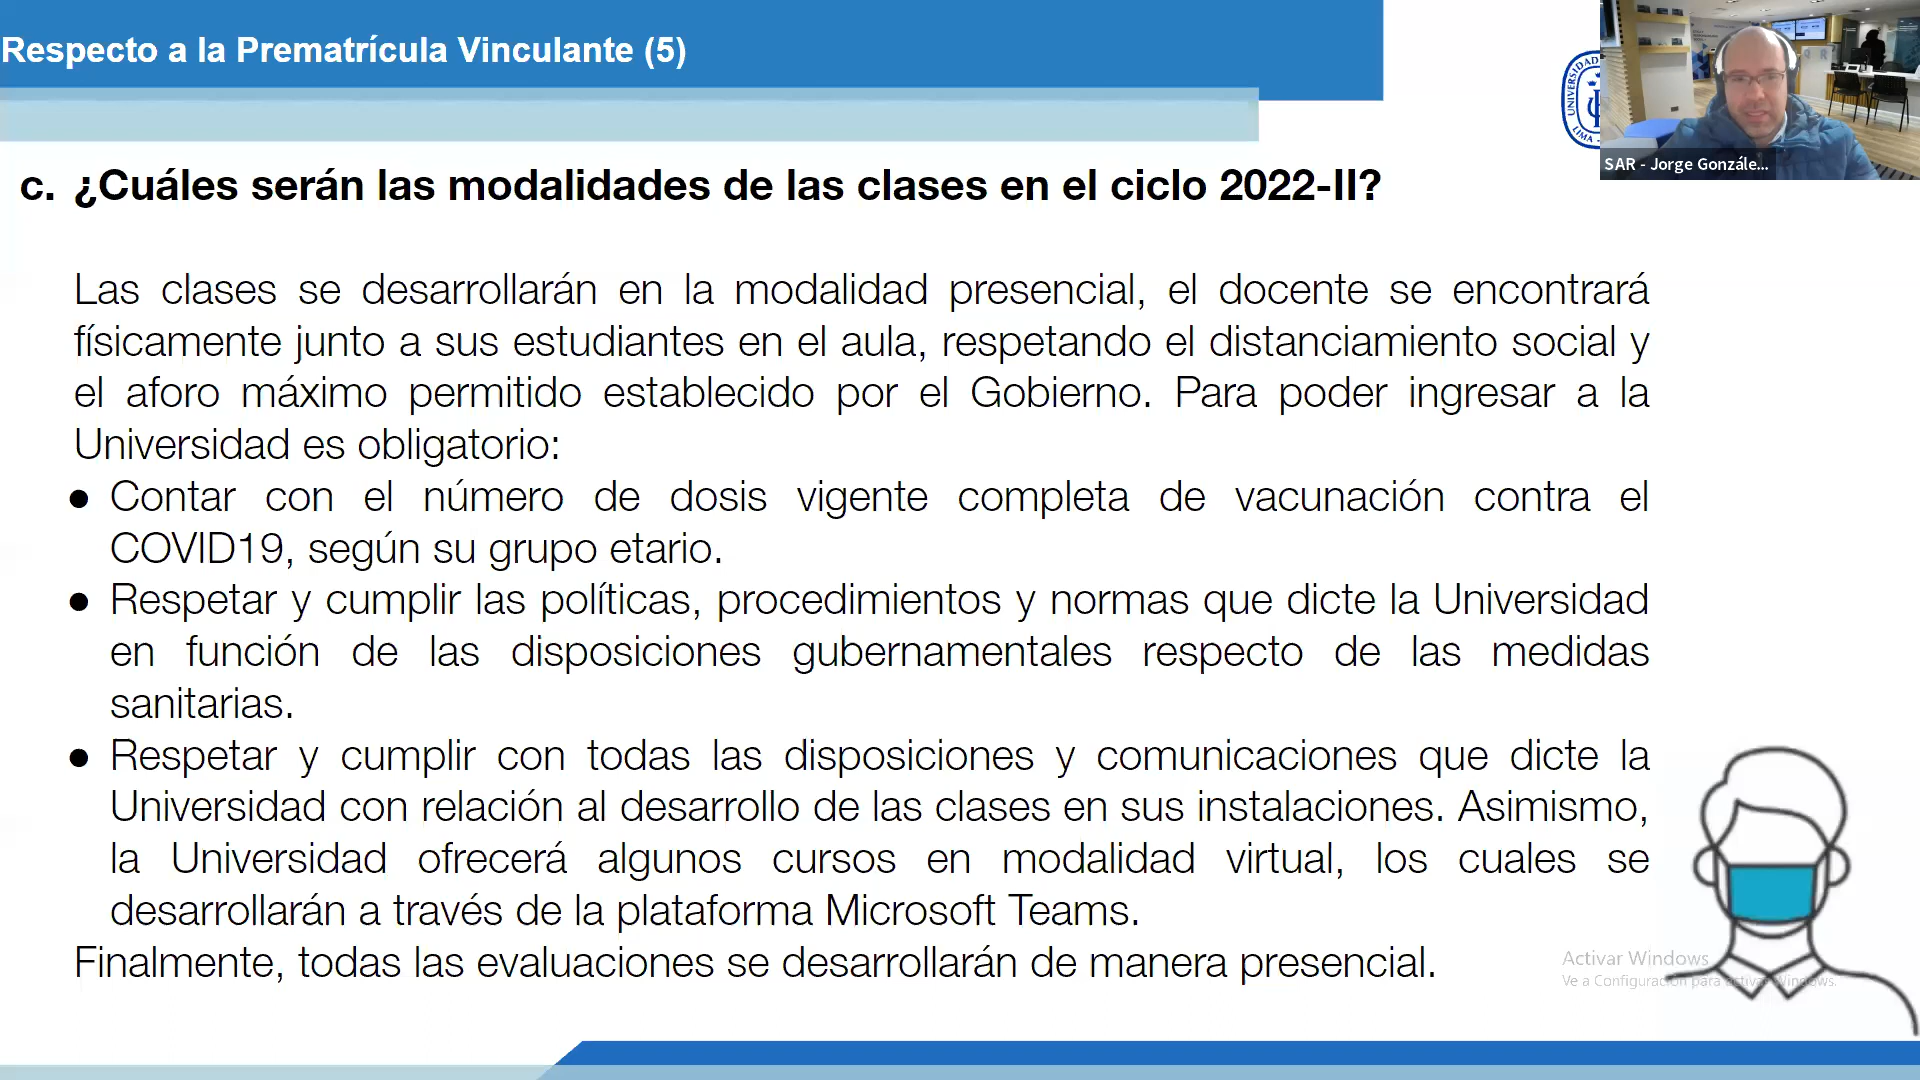 Respecto a la Prematrícula Vinculante (5)
UNIVERSIDAD
LIMA
SAR - Jorge Gonzále...
c. ¿Cuáles serán las modalidades de las clases en el ciclo 2022-II?
Las clases se desarrollarán en la modalidad presencial, el docente se encontrará
físicamente junto a sus estudiantes en el aula, respetando el distanciamiento social y
el aforo máximo permitido establecido por el Gobierno. Para poder ingresar a la
Universidad es obligatorio:
● Contar con el número de dosis vigente completa de vacunación contra el
COVID19, según su grupo etario.
● Respetar y cumplir las políticas, procedimientos y normas que dicte la Universidad
en función de las disposiciones gubernamentales respecto de las medidas
sanitarias.
● Respetar y cumplir con todas las disposiciones y comunicaciones que dicte la
Universidad con relación al desarrollo de las clases en sus instalaciones. Asimismo,
la Universidad ofrecerá algunos cursos en modalidad virtual, los cuales se
desarrollarán a través de la plataforma Microsoft Teams.
Finalmente, todas las evaluaciones se desarrollarán de manera presencial.
Activar Windows
Ve a Configuración para activar Windows.